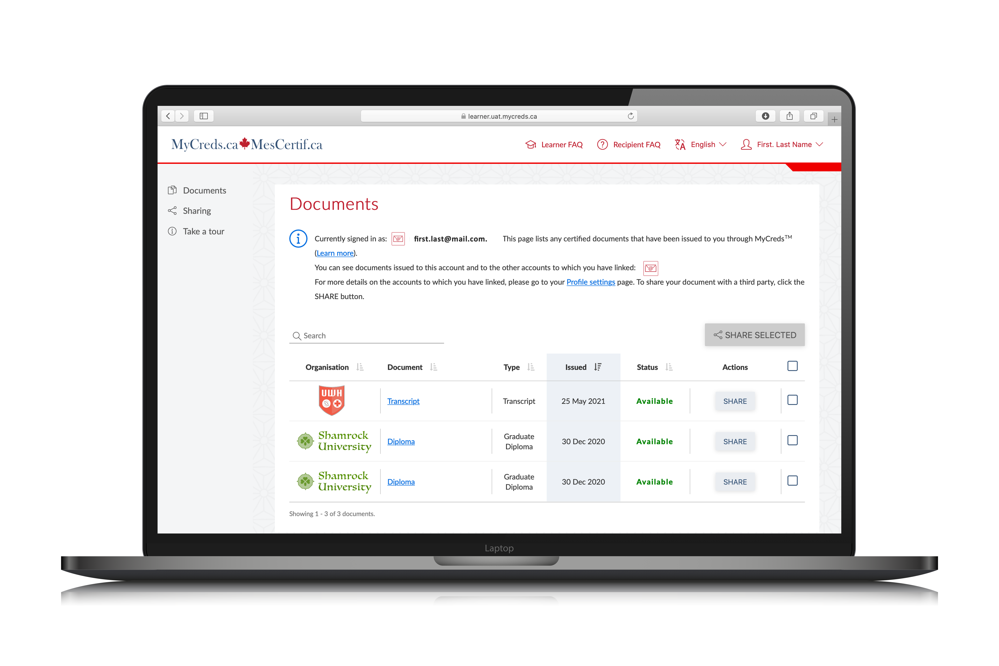 learner.uat.mycreds.ca
MyCreds.ca MesCertif.ca
Learner FAQ
Recipient FAQ
English
First. Last Name
Documents
Sharing
Take a tour
Documents
Currently signed in as: first.last@mail.com. This page lists any certified documents that have been issued to you through MyCreds™
(Learn more).
You can see documents issued to this account and to the other accounts to which you have linked:
For more details on the accounts to which you have linked, please go to your Profile settings page. To share your document with a third party, click the
SHARE button.
Search
SHARE SELECTED
Organisation Document Type Issued Status Actions
UWH
Transcript Transcript 25 May 2021 Available SHARE
Shamrock
University
Diploma
Graduate
Diploma
30 Dec 2020 Available SHARE
Shamrock
University
Diploma
Graduate
Diploma
30 Dec 2020 Available SHARE
Showing 1 - 3 of 3 documents.
Laptop